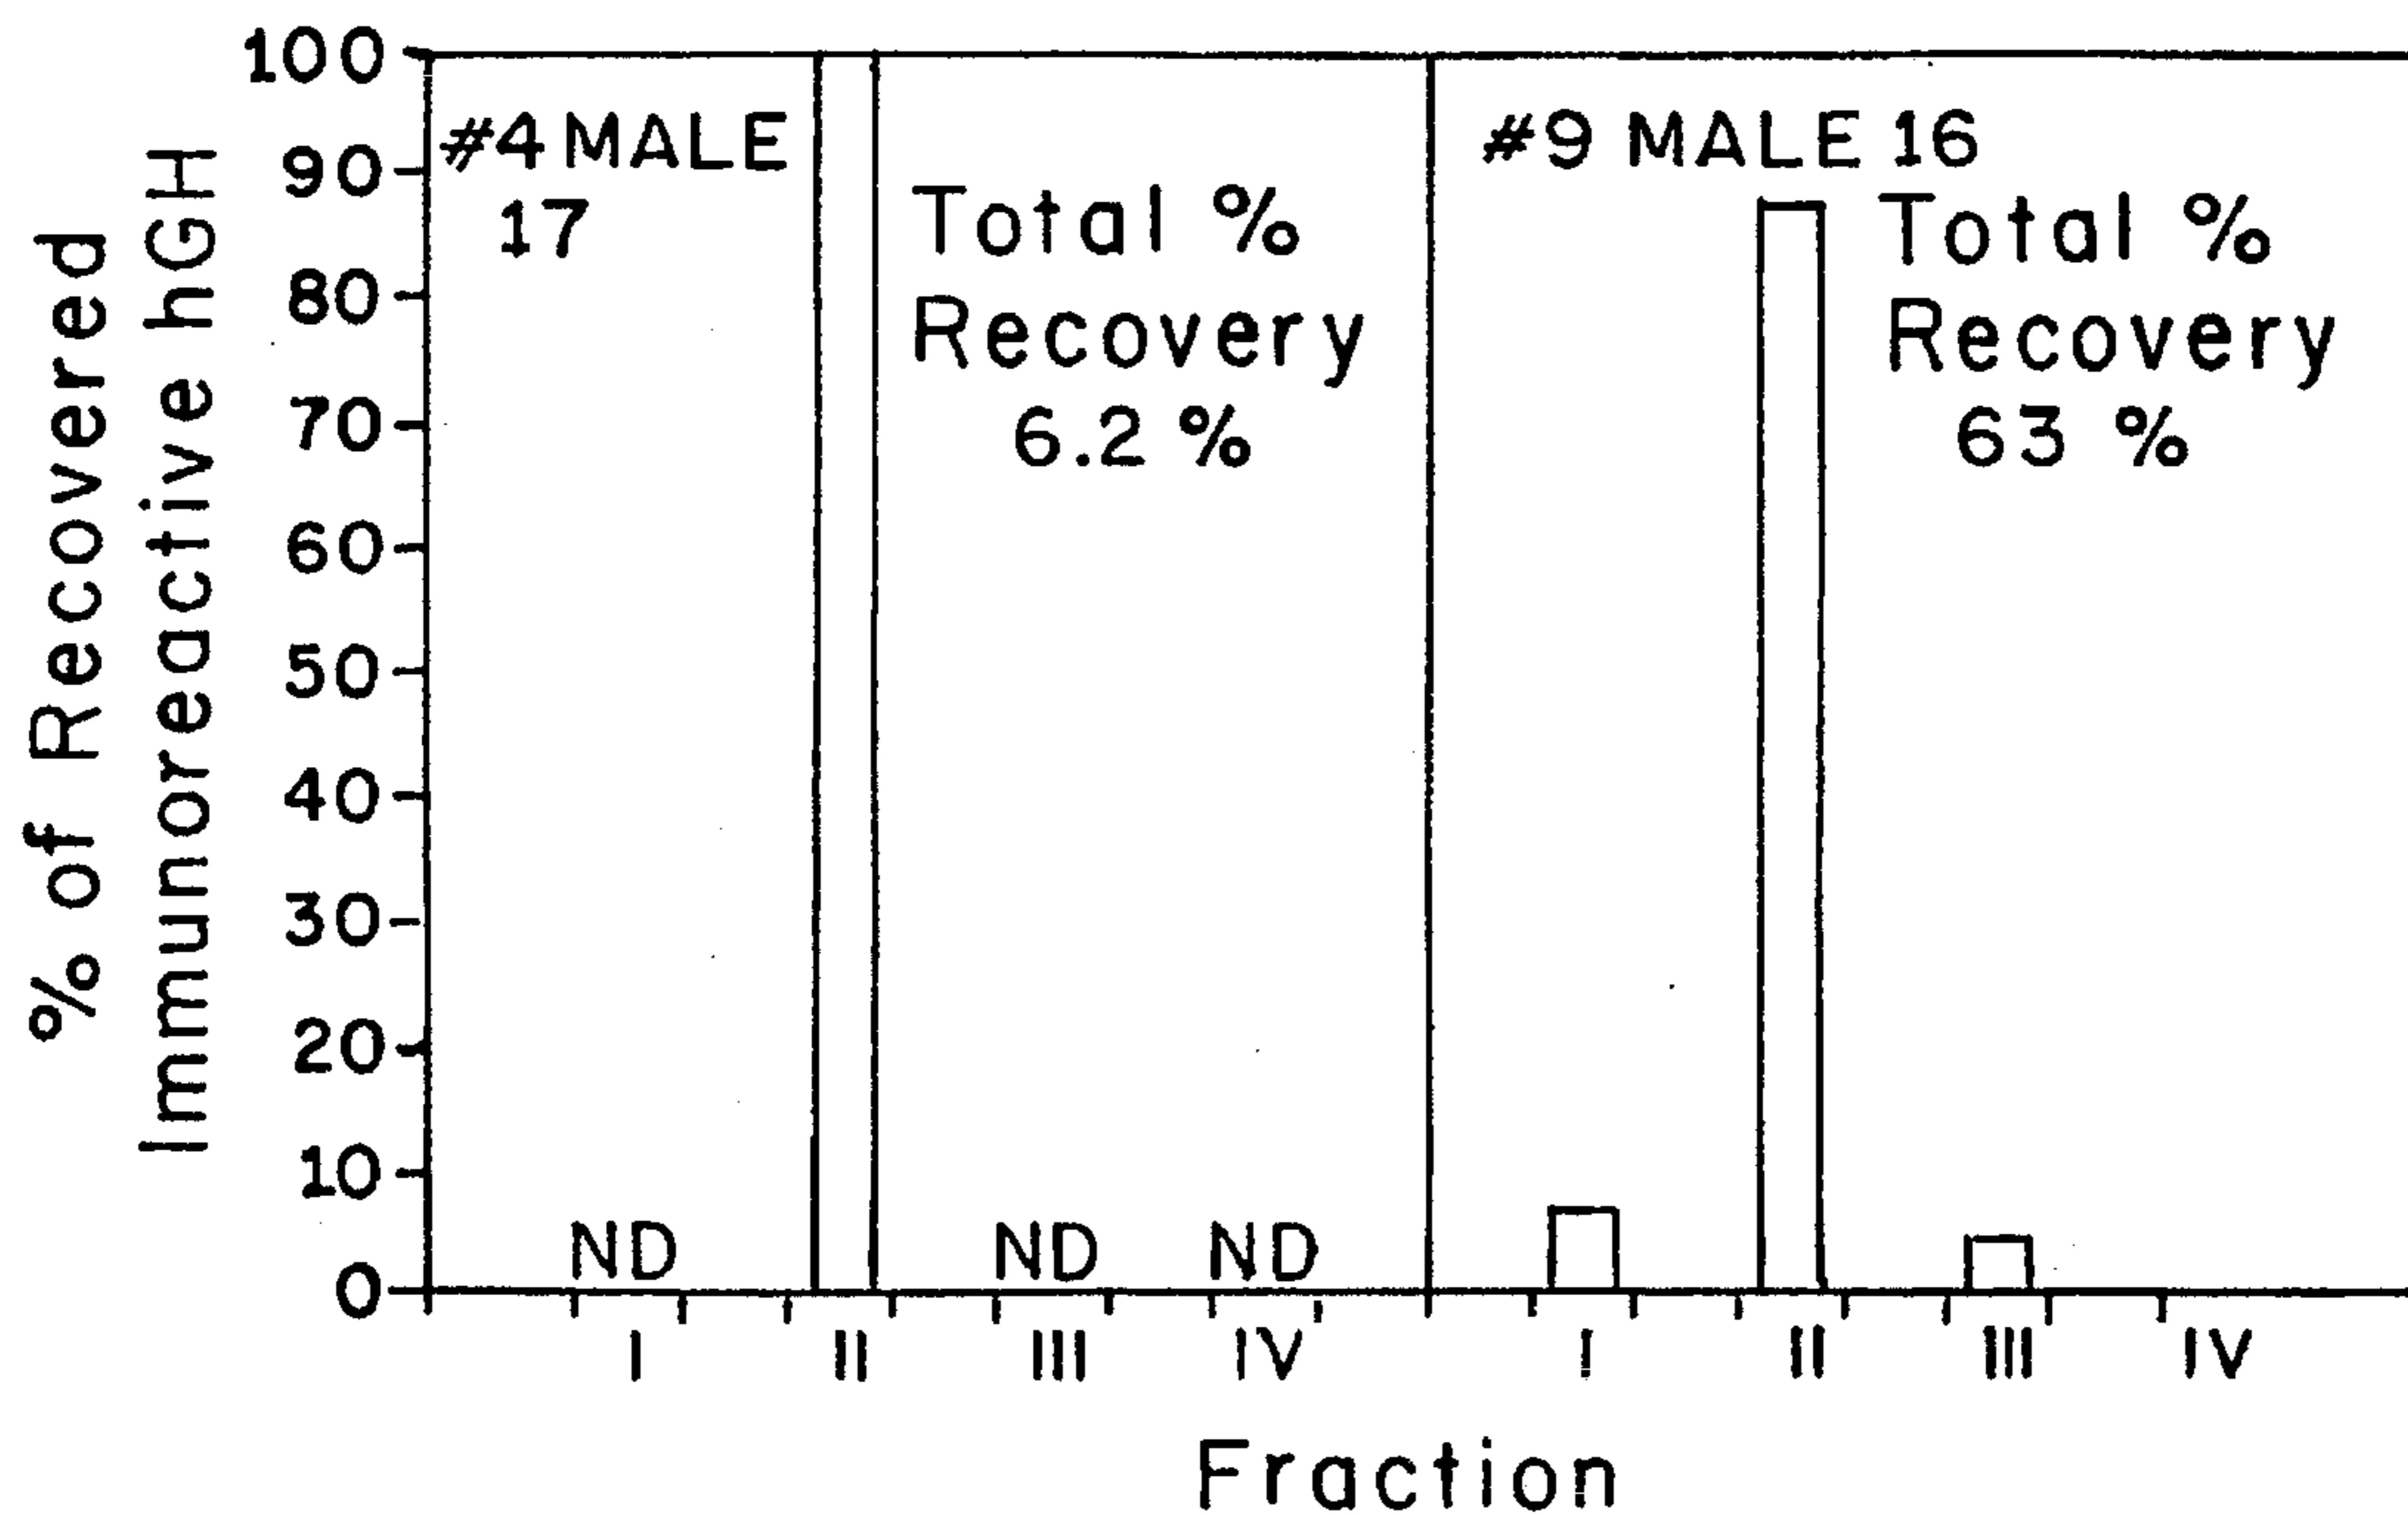 % of Recovered
Immunoreactive hGH
100
90
80
70
60
50
40
30
20
10
0
#4 MALE
17
Total %
Recovery
6.2 %
ND
ND
ND
#9 MALE 16
Total %
Recovery
63 %
I
II
III
IV
I
II
III
IV
Fraction